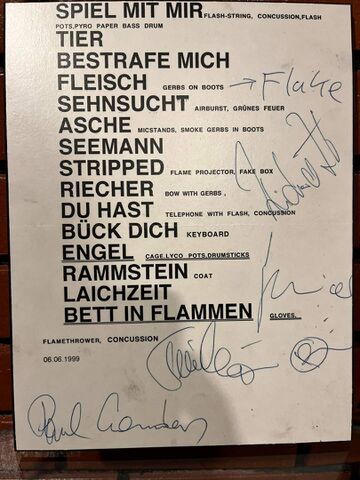 SPIEL MIT MIR FLASH-STRING, CONCUSSION,FLASH
POTS,PYRO PAPER BASS DRUM
TIER
BESTRAFE MICH
FLEISCH GERBS ON BOOTS → Flake
SEHNSUCHT AIRBURST, GRÜNES FEUER
ASCHE MICSTANDS, SMOKE GERBS IN BOOTS
SEEMANN
STRIPPED FLAME PROJECTOR, FAKE BOX
RIECHER BOW WITH GERBS ,
DU HAST TELEPHONE WITH FLASH, CONCUSSION
BÜCK DICH KEYBOARD
ENGEL CAGE,LYCO POTS,DRUMSTICKS
RAMMSTEIN COAT
LAICHZEIT
BETT IN FLAMMEN GLOVES,
FLAMETHROWER, CONCUSSION
06.06.1999
Paul